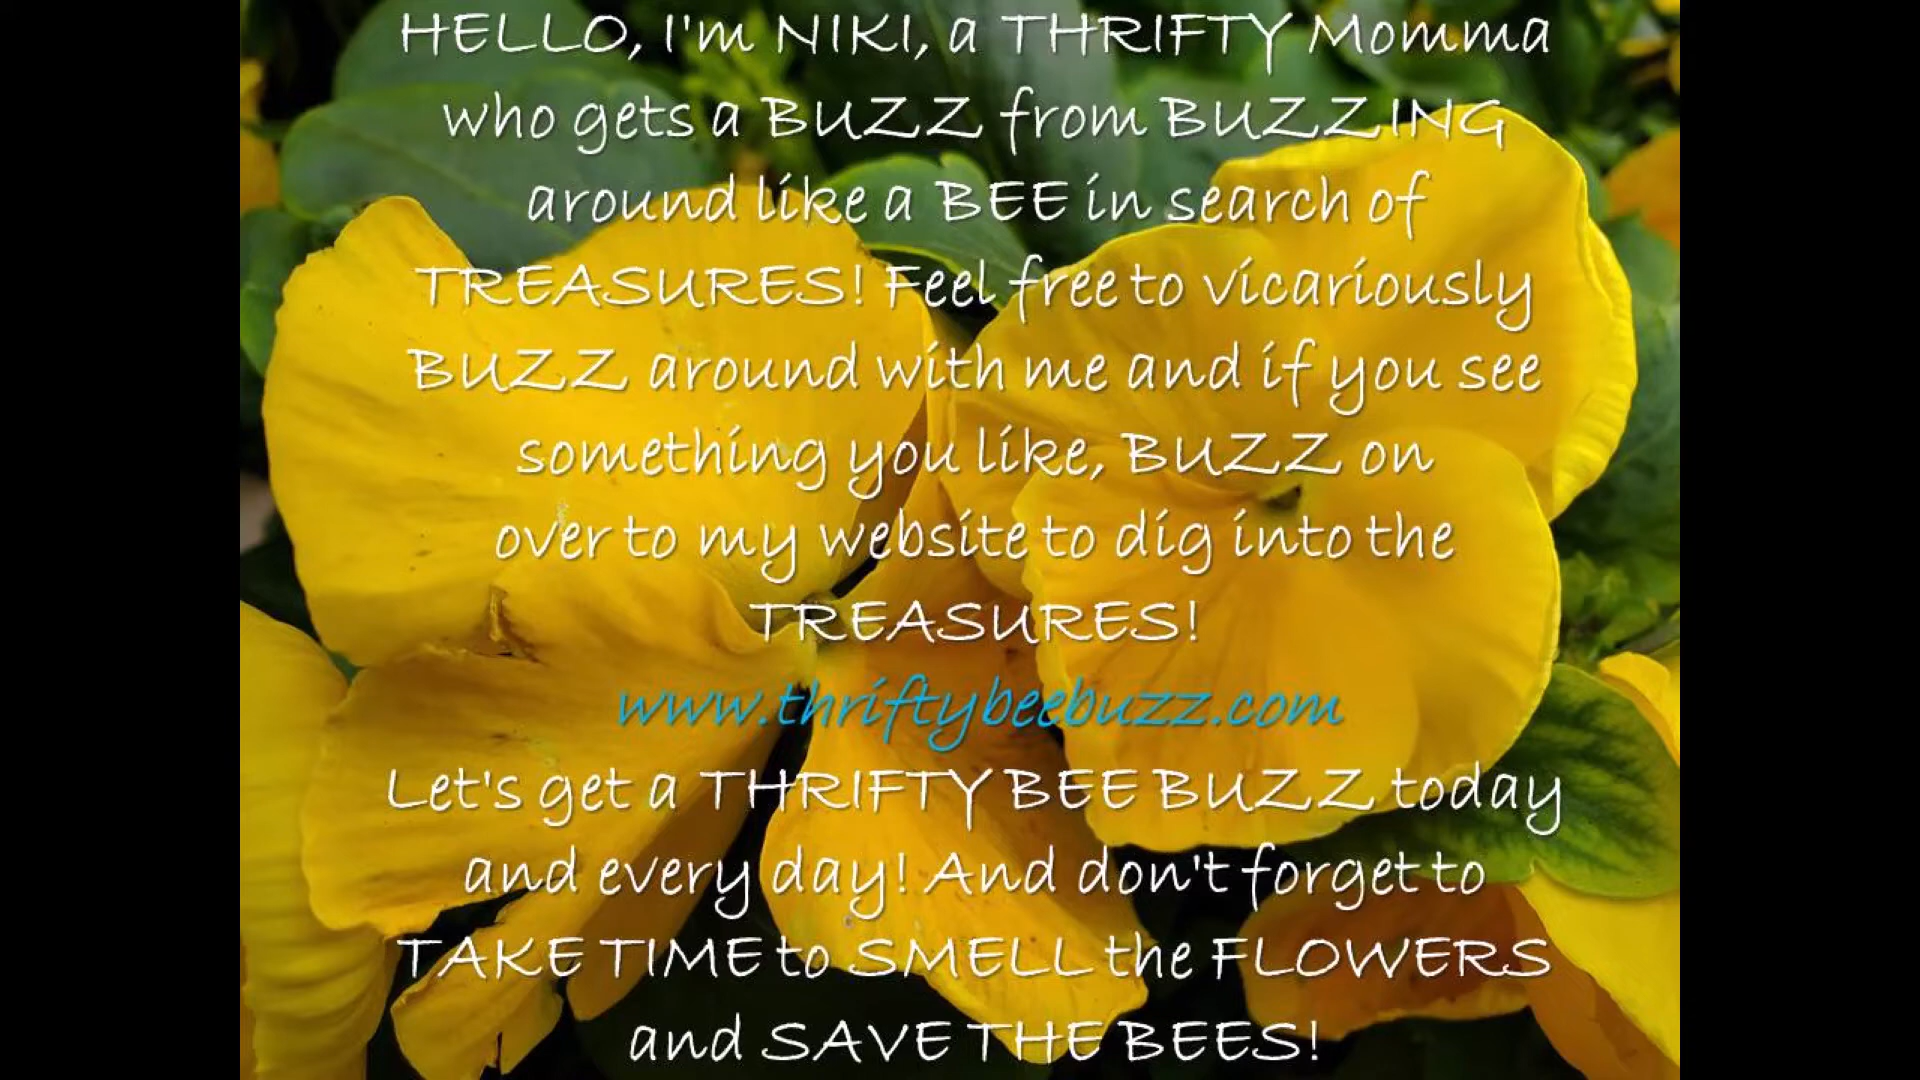 HELLO, I'm NIKI, a THRIFTY Momma
who gets a BUZZ from BUZZING
around like a BEE in search of
TREASURES! Feel free to vicariously
BUZZ around with me and if you see
something you like, BUZZ on
over to my website to dig into the
TREASURES!
www.thriftybeebuzz.com
Let's get a THRIFTY BEE BUZZ today
and every day! And don't forget to
TAKE TIME to SMELL the FLOWERS
and SAVE THE BEES!